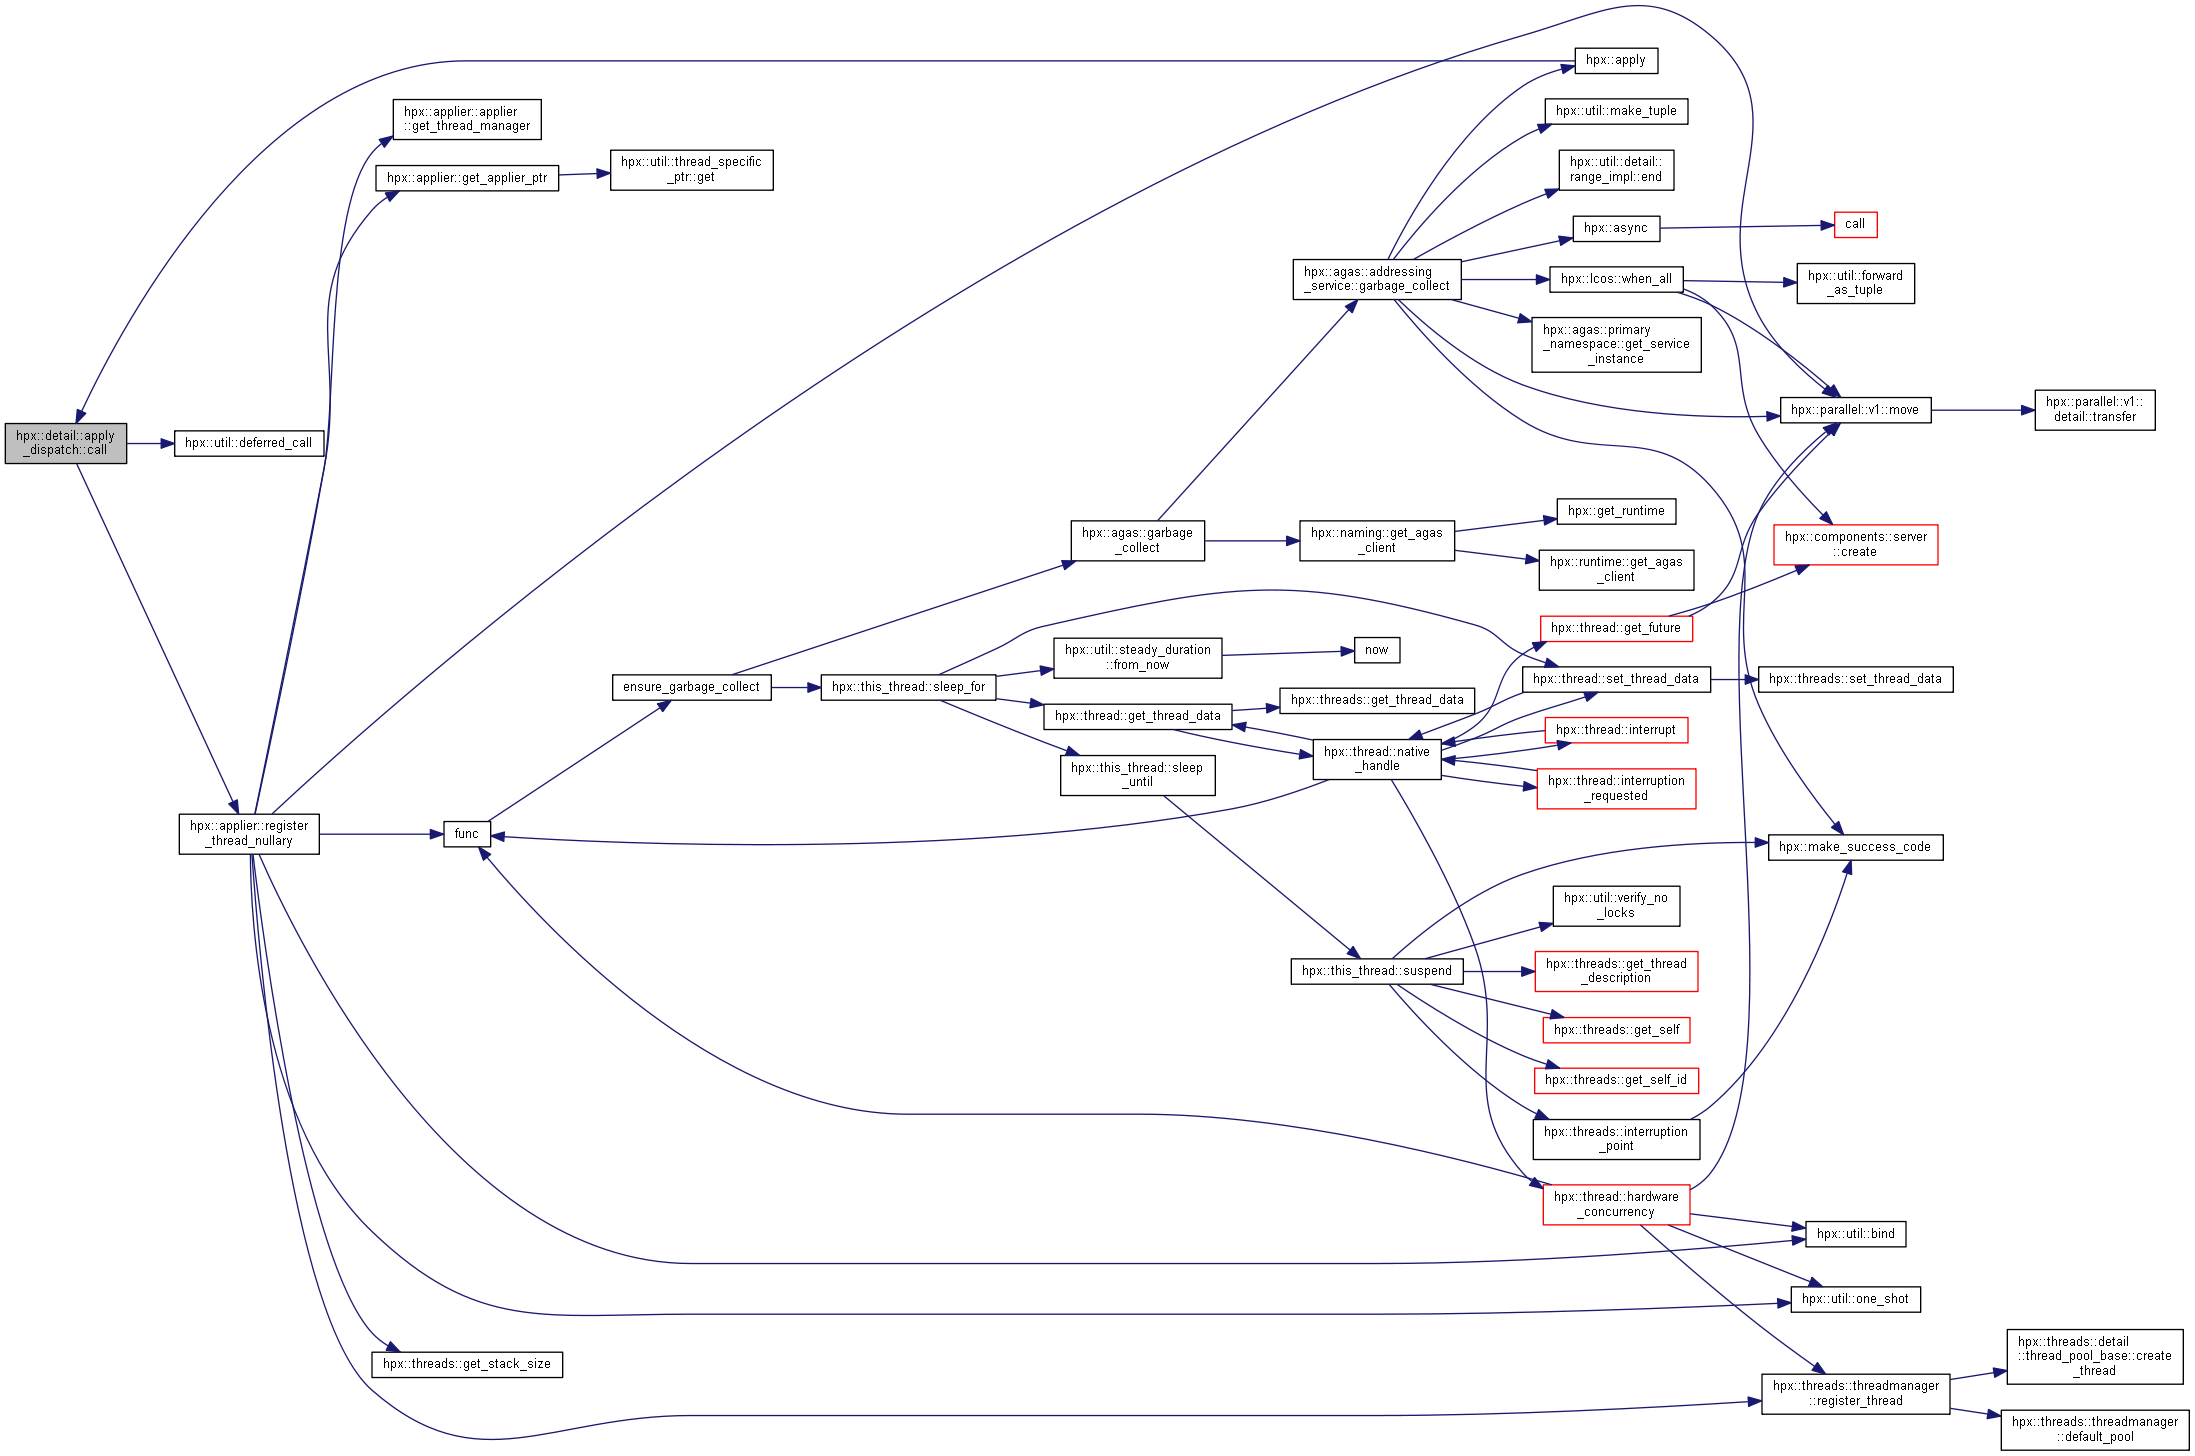 hpx::apply
hpx::applier::applier
::get_thread_manager
hpx::util::make_tuple
hpx::util::thread_specific
_ptr::get
hpx::util::detail::
range_impl::end
hpx::applier::get_applier_ptr
hpx::async
call
hpx::agas::addressing
_service::garbage_collect
hpx::lcos::when_all
hpx::util::forward
_as_tuple
hpx::agas::primary
_namespace::get_service
_instance
hpx::parallel::v1::move
hpx::parallel::v1::
detail::transfer
hpx::detail::apply
_dispatch::call
hpx::util::deferred_call
hpx::get_runtime
hpx::agas::garbage
_collect
hpx::naming::get_agas
_client
hpx::components::server
::create
hpx::runtime::get_agas
_client
hpx::thread::get_future
hpx::util::steady_duration
::from_now
now
ensure_garbage_collect
hpx::this_thread::sleep_for
hpx::thread::set_thread_data
hpx::threads::set_thread_data
hpx::threads::get_thread_data
hpx::thread::get_thread_data
hpx::thread::interrupt
hpx::thread::native
_handle
hpx::this_thread::sleep
_until
hpx::thread::interruption
_requested
hpx::applier::register
_thread_nullary
func
hpx::make_success_code
hpx::util::verify_no
_locks
hpx::this_thread::suspend
hpx::threads::get_thread
_description
hpx::threads::get_self
hpx::threads::get_self_id
hpx::threads::interruption
_point
hpx::thread::hardware
_concurrency
hpx::util::bind
hpx::util::one_shot
hpx::threads::get_stack_size
hpx::threads::detail
::thread_pool_base::create
_thread
hpx::threads::threadmanager
::register_thread
hpx::threads::threadmanager
::default_pool